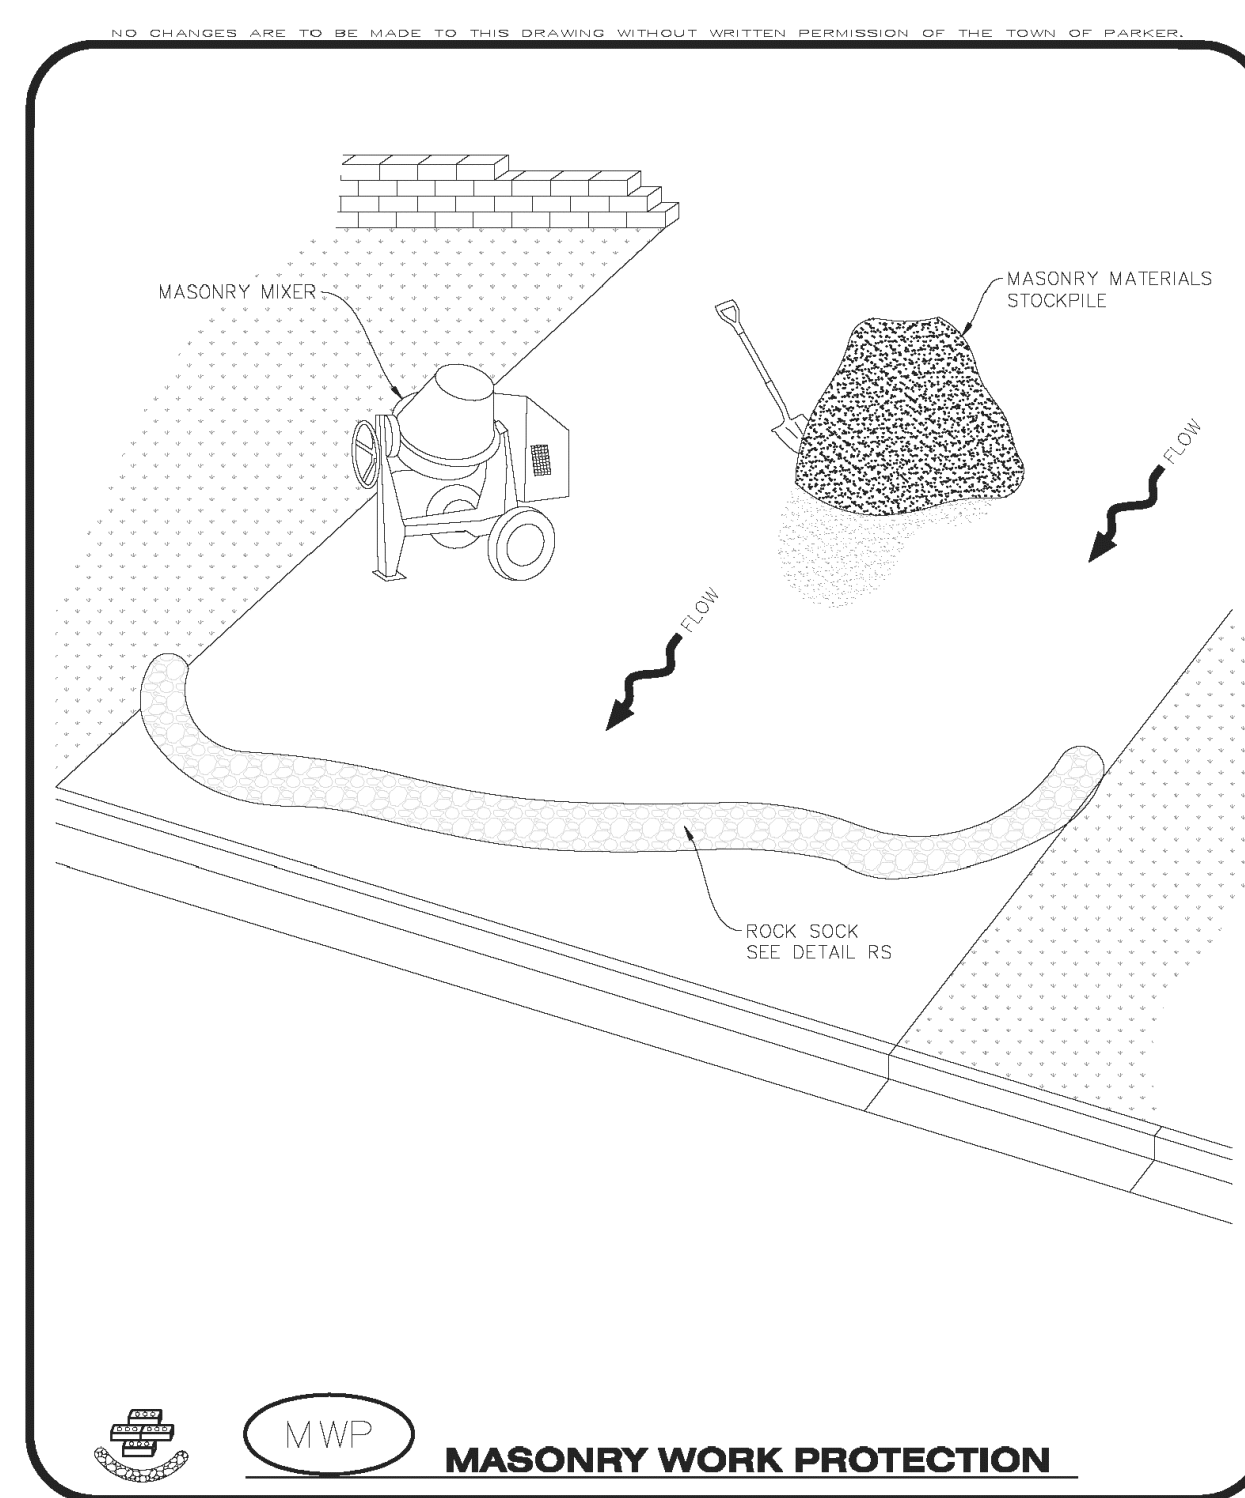 NO CHANGES ARE TO BE MADE TO THIS DRAWING WITHOUT WRITTEN PERMISSION OF THE TOWN OF PARKER.
MASONRY MIXER
MASONRY MATERIALS
STOCKPILE
FLOW
FLOW
ROCK SOCK
SEE DETAIL RS
MWP
MASONRY WORK PROTECTION